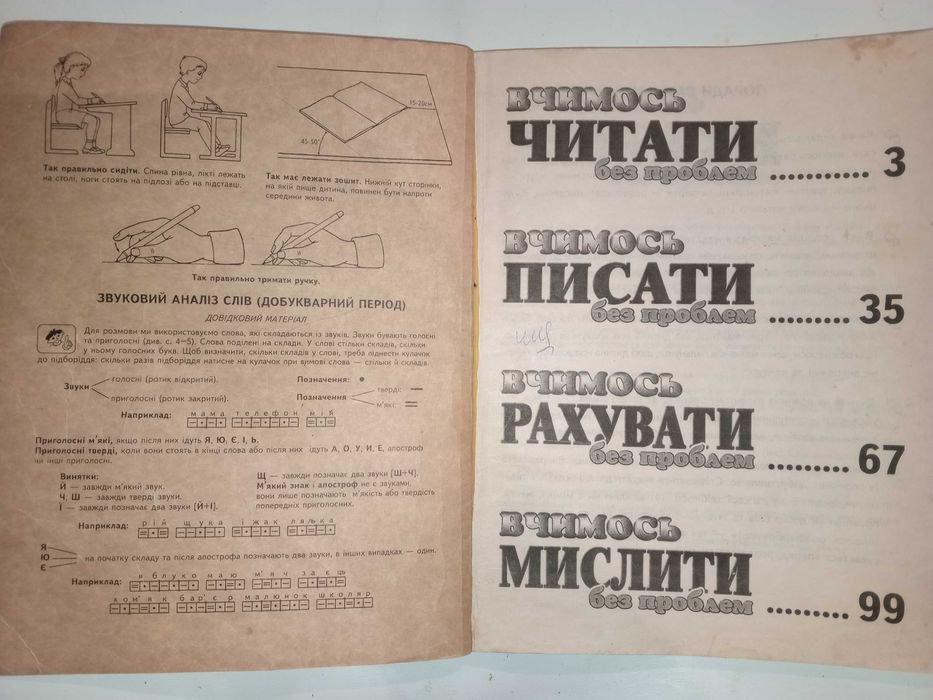 15-20см
45-50°
Так правильно сидіти. Спина рівна, лікті лежать
на столі, ноги стоять на підлозі або на підставці.
Так має лежати зошит. Нижній кут сторінки,
на якій пише дитина, повинен бути напроти
середини живота.
Так правильно тримати ручку.
ЗВУКОВИЙ АНАЛІЗ СЛІВ (ДОБУКВАРНИЙ ПЕРІОД)
ДОВІДКОВИЙ МАТЕРІАЛ
Для розмови ми використовуємо слова, які складаються із звуків. Звуки бувають голосні
та приголосні (див. с. 4—5). Слова поділені на склади. У слові стільки складів, скільки
у ньому голосних букв. Щоб визначити, скільки складів у слові, треба піднести кулачок
до підборіддя: скільки разів підборіддя натисне на кулачок при вимові слова — стільки й складів.
Звуки
голосні (ротик відкритий).
приголосні (ротик закритий).
Позначення: •
Позначення
тверді: —
м'які: =
Наприклад: мама телефон мій
Приголосні м'які, якщо після них ідуть Я, Ю, Є, І, Ь.
Приголосні тверді, коли вони стоять в кінці слова або після них ідуть А, О, У, И, Е, апостроф
чи інші приголосні.
Винятки:
Й — завжди м'який звук.
Ч, Ш — завжди тверді звуки.
Ї — завжди позначає два звуки [Й+І].
Щ — завжди позначає два звуки [Ш+Ч].
М'який знак і апостроф не є звуками,
вони лише позначають м'якість або твердість
попередніх приголосних.
Наприклад: рій щука їжак лялька
Я
Ю
Є
на початку складу та після апострофа позначають два звуки, в інших випадках — один.
Наприклад: яблуко маю м'яч заєць
хом'як бар'єр малюнок школяр
ВЧИМОСЬ
ЧИТАТИ
без проблем ........... 3
ВЧИМОСЬ
ПИСАТИ
без проблем ......... 35
ВЧИМОСЬ
РАХУВАТИ
без проблем ......... 67
ВЧИМОСЬ
МИСЛИТИ
без проблем ......... 99